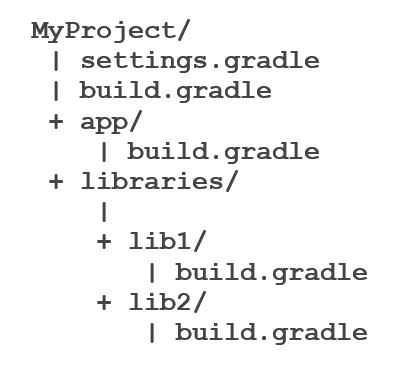 MyProject/
 | settings.gradle
 | build.gradle
 + app/
    | build.gradle
 + libraries/
    |
    + lib1/
       | build.gradle
    + lib2/
       | build.gradle